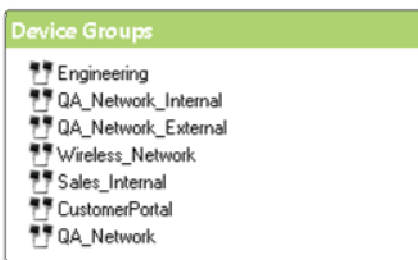 Device Groups
Engineering
QA_Network_Internal
QA_Network_External
Wireless_Network
Sales_Internal
CustomerPortal
QA_Network